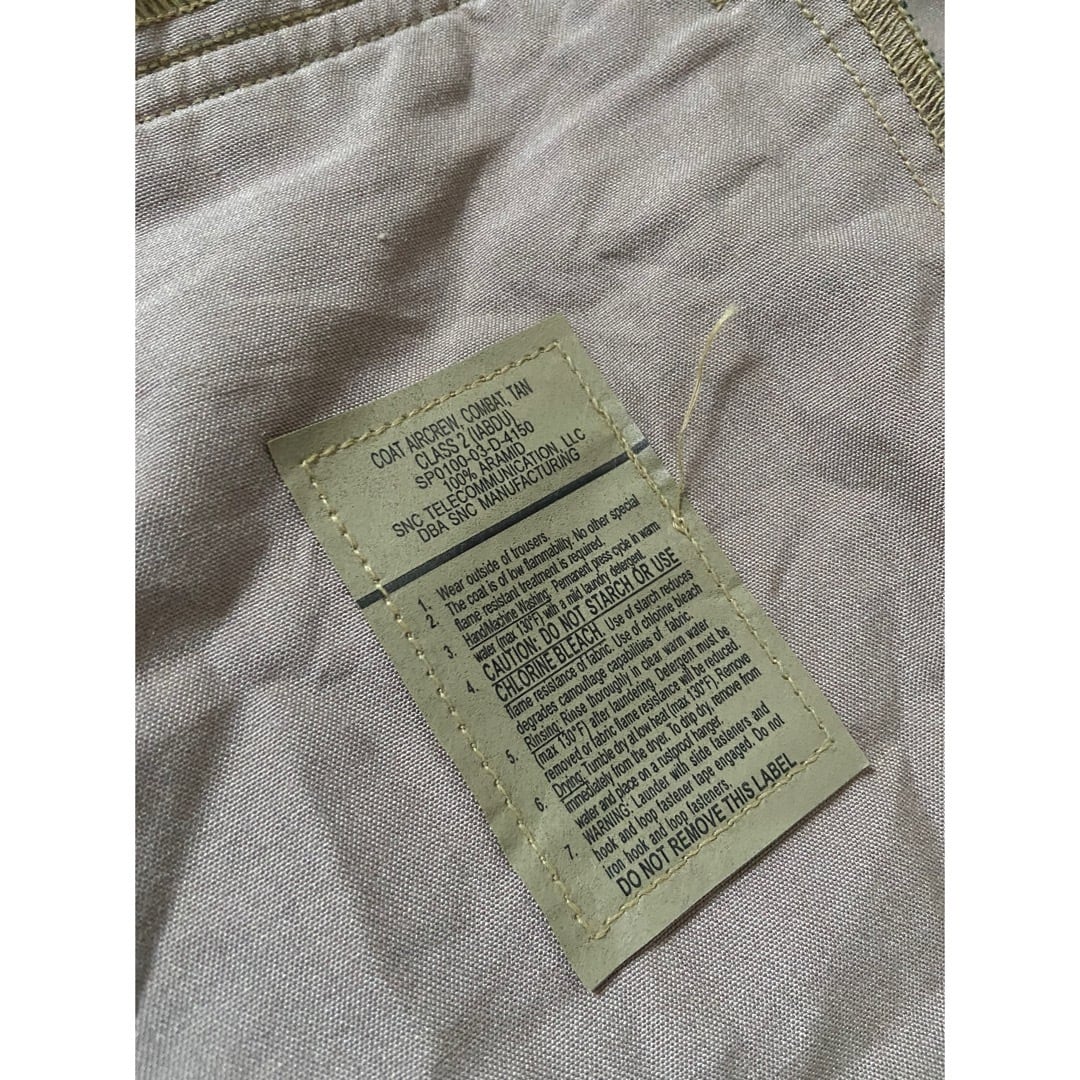 COAT AIRCREW, COMBAT, TAN
CLASS 2 (IABDU)
SP0100-03-D-4150
100% ARAMID
SNC TELECOMMUNICATION, LLC
DBA SNC MANUFACTURING
1. Wear outside of trousers.
2. The coat is of low flammability. No other special
flame resistant treatment is required.
3. Hand/Machine Washing: Permanent press cycle in warm
water (max 130°F) with a mild laundry detergent.
4. CAUTION: DO NOT STARCH OR USE
CHLORINE BLEACH. Use of starch reduces
flame resistance of fabric. Use of chlorine bleach
degrades camouflage capabilities of fabric.
5. Rinsing: Rinse thoroughly in clear warm water
(max 130°F) after laundering. Detergent must be
removed or fabric flame resistance will be reduced.
6. Drying: Tumble dry at low heat (max 130°F). Remove
immediately from the dryer. To drip dry, remove from
water and place on a rustproof hanger.
7. WARNING: Launder with slide fasteners and
hook and loop fastener tape engaged. Do not
iron hook and loop fasteners.
DO NOT REMOVE THIS LABEL